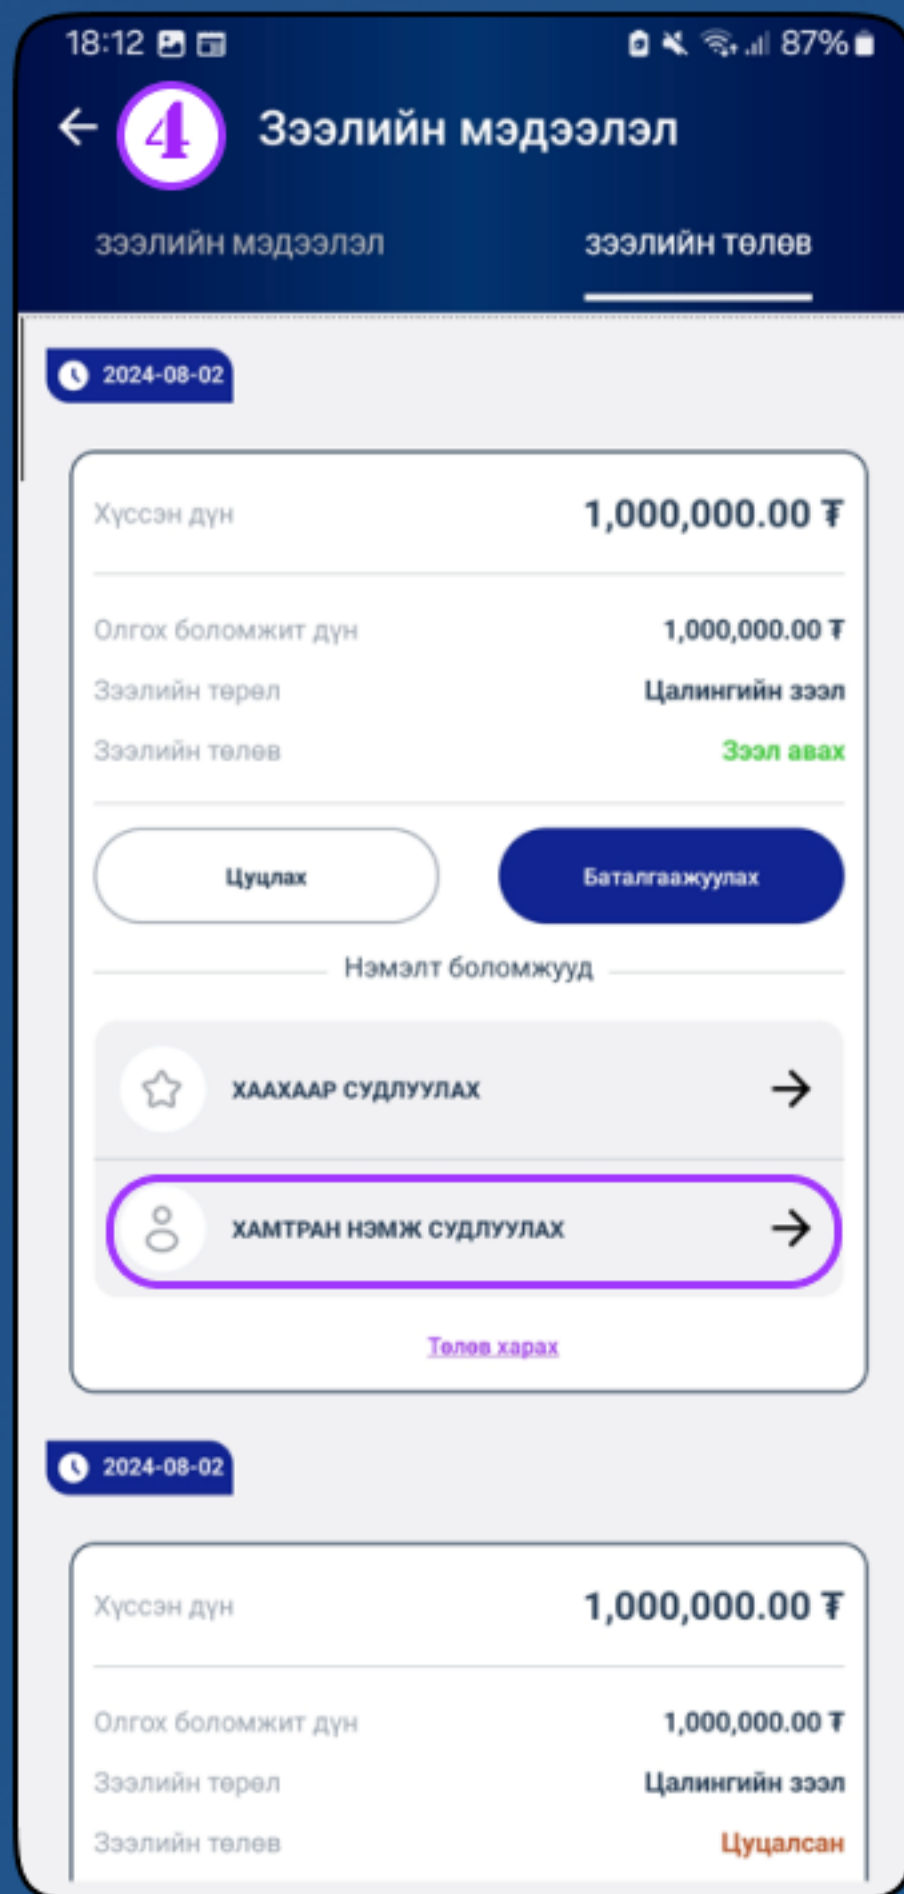 18:12 87%
4 Зээлийн мэдээлэл
зээлийн мэдээлэл зээлийн төлөв
2024-08-02
Хүссэн дүн 1,000,000.00 ₮
Олгох боломжит дүн 1,000,000.00 ₮
Зээлийн төрөл Цалингийн зээл
Зээлийн төлөв Зээл авах
Цуцлах Баталгаажуулах
Нэмэлт боломжууд
ХААХААР СУДЛУУЛАХ
ХАМТРАН НЭМЖ СУДЛУУЛАХ
Төлөв харах
2024-08-02
Хүссэн дүн 1,000,000.00 ₮
Олгох боломжит дүн 1,000,000.00 ₮
Зээлийн төрөл Цалингийн зээл
Зээлийн төлөв Цуцалсан